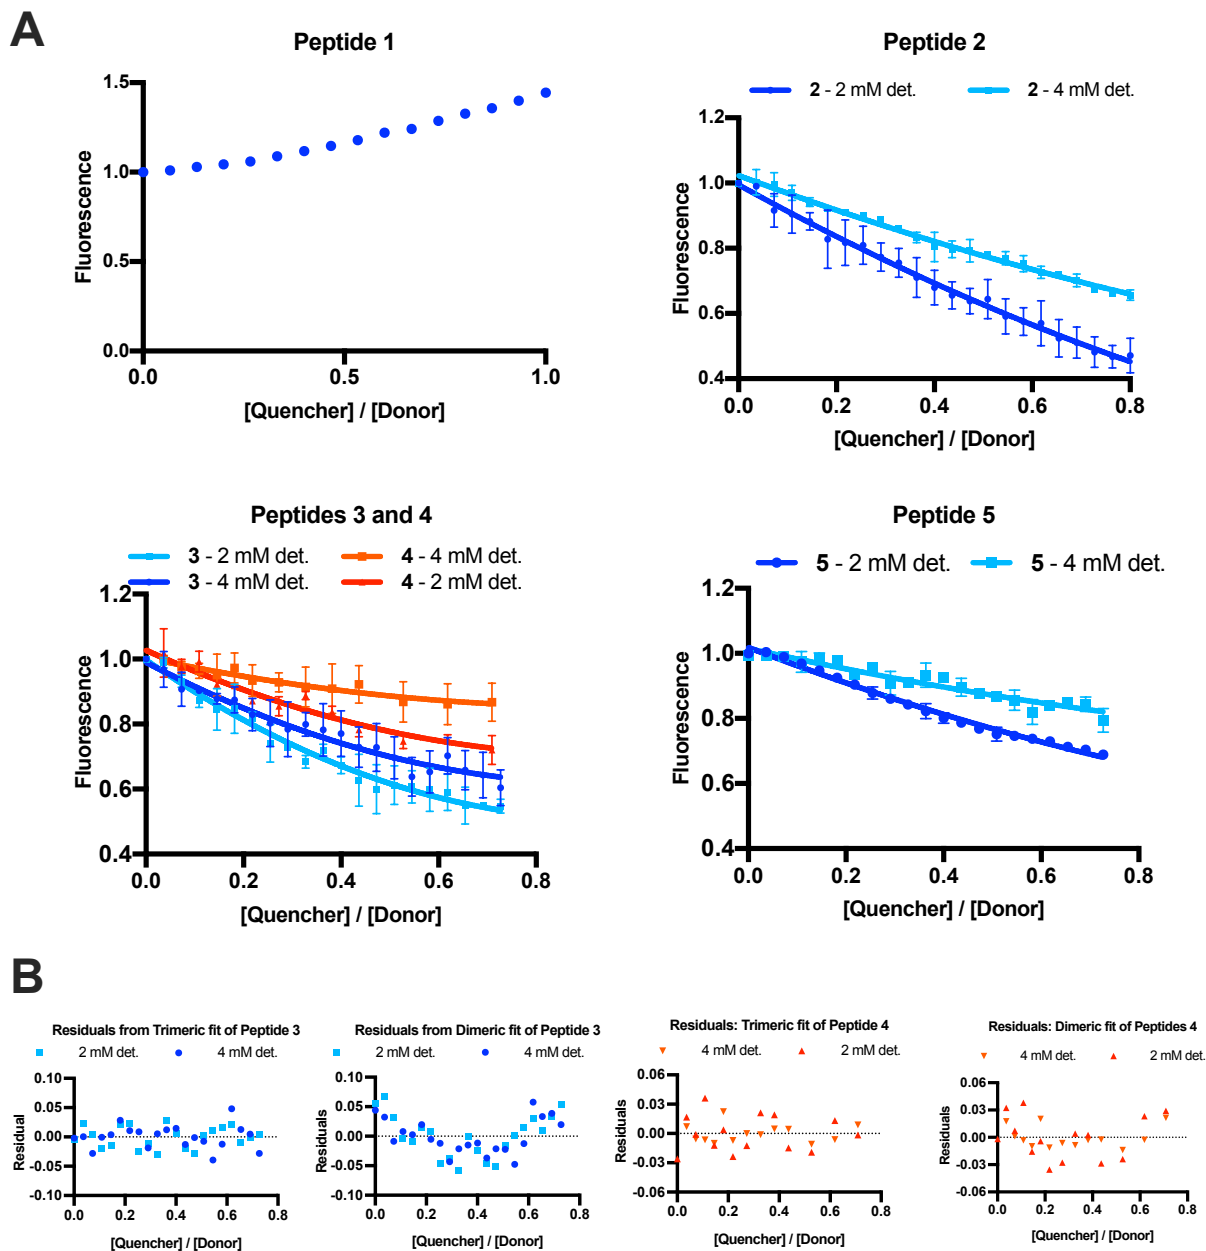 A
Peptide 1
1.5
1.0
0.5
0.0
Fluorescence
0.0 0.5 1.0
[Quencher] / [Donor]
Peptide 2
2 - 2 mM det. 2 - 4 mM det.
1.2
1.0
0.8
0.6
0.4
Fluorescence
0.0 0.2 0.4 0.6 0.8
[Quencher] / [Donor]
Peptides 3 and 4
3 - 2 mM det. 4 - 4 mM det.
3 - 4 mM det. 4 - 2 mM det.
1.2
1.0
0.8
0.6
0.4
Fluorescence
0.0 0.2 0.4 0.6 0.8
[Quencher] / [Donor]
Peptide 5
5 - 2 mM det. 5 - 4 mM det.
1.2
1.0
0.8
0.6
0.4
Fluorescence
0.0 0.2 0.4 0.6 0.8
[Quencher] / [Donor]
B
Residuals from Trimeric fit of Peptide 3
2 mM det. 4 mM det.
0.10
0.05
0.00
-0.05
-0.10
Residual
0.0 0.2 0.4 0.6 0.8
[Quencher] / [Donor]
Residuals from Dimeric fit of Peptide 3
2 mM det. 4 mM det.
0.10
0.05
0.00
-0.05
-0.10
Residuals
0.0 0.2 0.4 0.6 0.8
[Quencher] / [Donor]
Residuals: Trimeric fit of Peptide 4
4 mM det. 2 mM det.
0.06
0.03
0.00
-0.03
-0.06
Residuals
0.0 0.2 0.4 0.6 0.8
[Quencher] / [Donor]
Residuals: Dimeric fit of Peptides 4
4 mM det. 2 mM det.
0.06
0.03
0.00
-0.03
-0.06
Residuals
0.0 0.2 0.4 0.6 0.8
[Quencher] / [Donor]